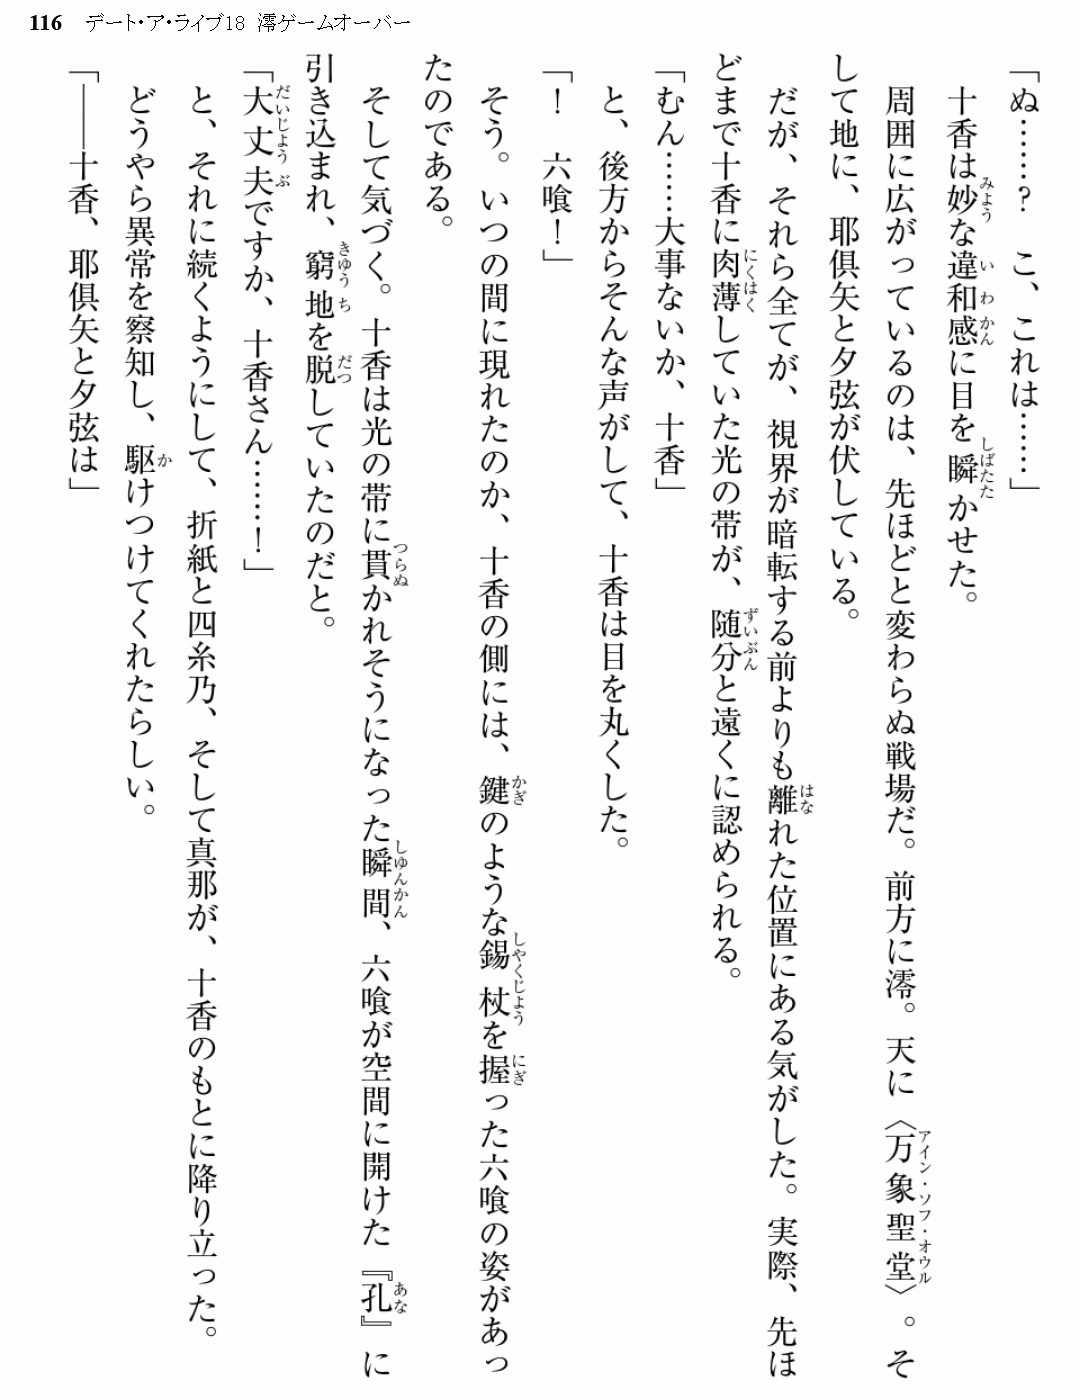 116 デート・ア・ライブ18 澪ゲームオーバー
「ぬ……? こ、これは……」
十香は妙な違和感に目を瞬かせた。
周囲に広がっているのは、先ほどと変わらぬ戦場だ。前方に澪。天に〈万象聖堂〉。そ
して地に、耶倶矢と夕弦が伏している。
だが、それら全てが、視界が暗転する前よりも離れた位置にある気がした。実際、先ほ
どまで十香に肉薄していた光の帯が、随分と遠くに認められる。
「むん……大事ないか、十香」
と、後方からそんな声がして、十香は目を丸くした。
「! 六喰!」
そう。いつの間に現れたのか、十香の側には、鍵のような錫杖を握った六喰の姿があっ
たのである。
そして気づく。十香は光の帯に貫かれそうになった瞬間、六喰が空間に開けた『孔』に
引き込まれ、窮地を脱していたのだと。
「大丈夫ですか、十香さん……!」
と、それに続くようにして、折紙と四糸乃、そして真那が、十香のもとに降り立った。
どうやら異常を察知し、駆けつけてくれたらしい。
「――十香、耶倶矢と夕弦は」